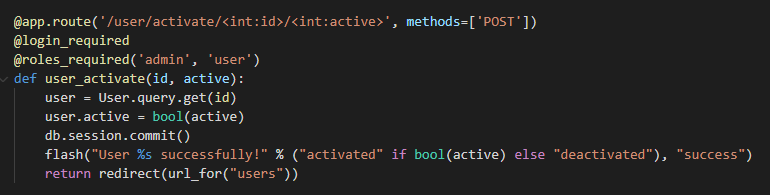 @app.route('/user/activate/<int:id>/<int:active>', methods=['POST'])
@login_required
@roles_required('admin', 'user')
def user_activate(id, active):
    user = User.query.get(id)
    user.active = bool(active)
    db.session.commit()
    flash("User %s successfully!" % ("activated" if bool(active) else "deactivated"), "success")
    return redirect(url_for("users"))